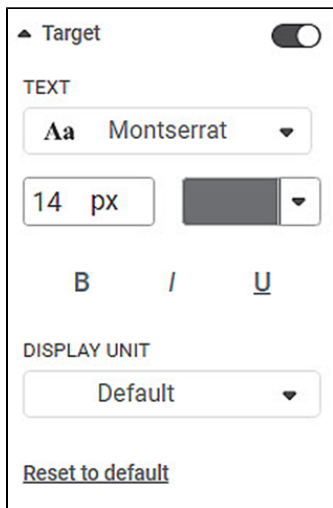 Target
TEXT
Aa Montserrat
14 px
B I U
DISPLAY UNIT
Default
Reset to default